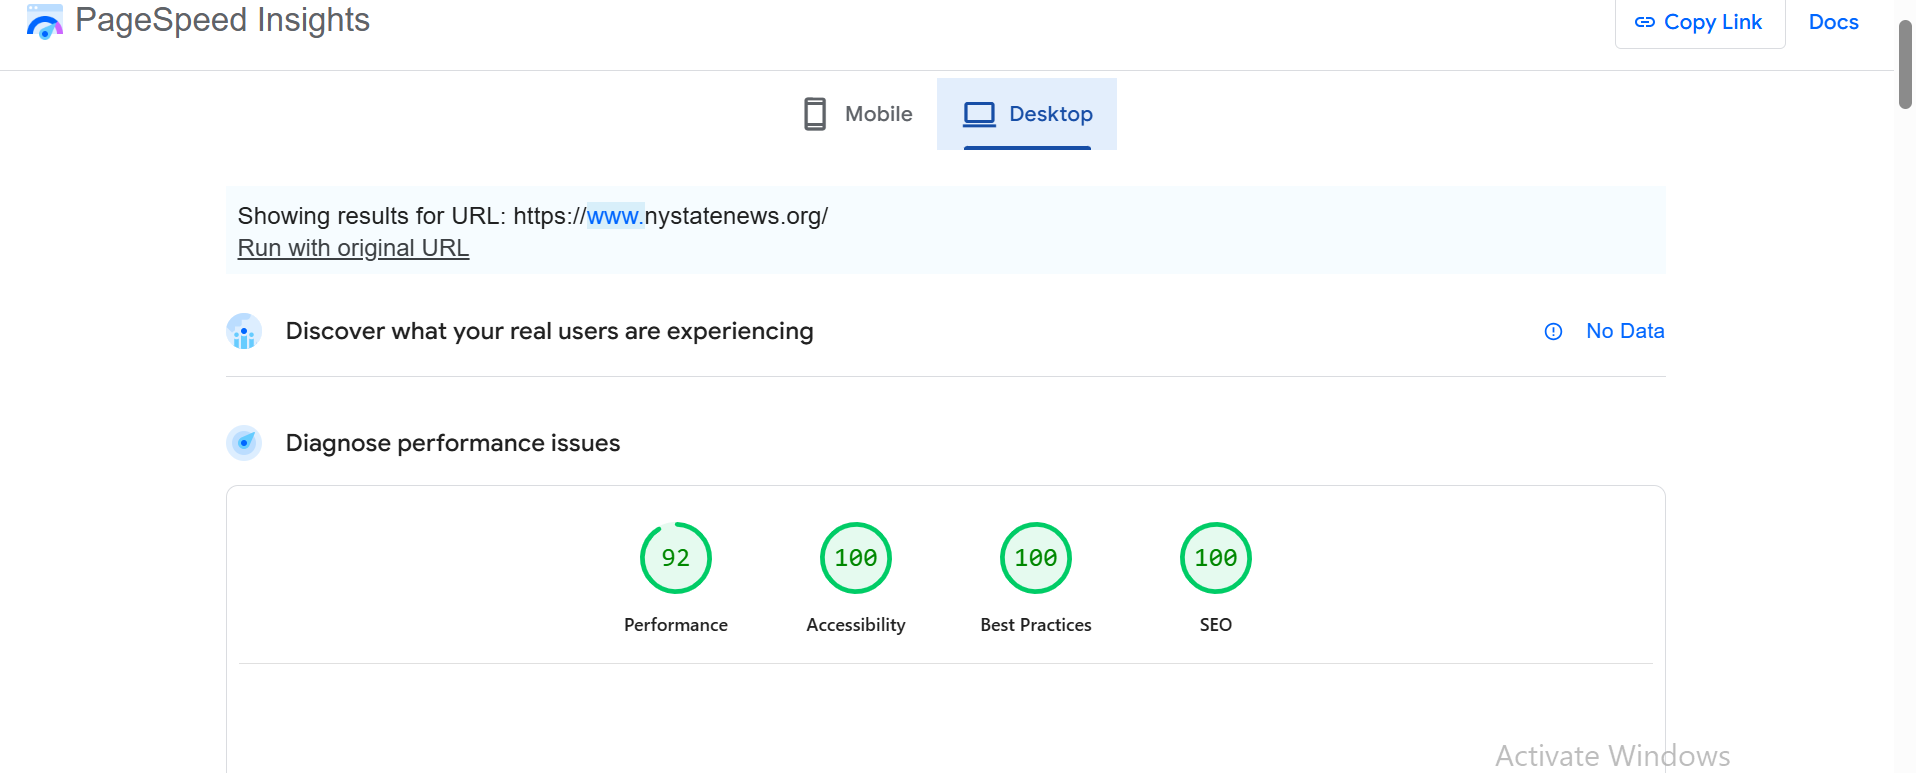 PageSpeed Insights
Copy Link
Docs
Mobile
Desktop
Showing results for URL: https://www.nystatenews.org/
Run with original URL
Discover what your real users are experiencing
No Data
Diagnose performance issues
92
100
100
100
Performance
Accessibility
Best Practices
SEO
Activate Windows